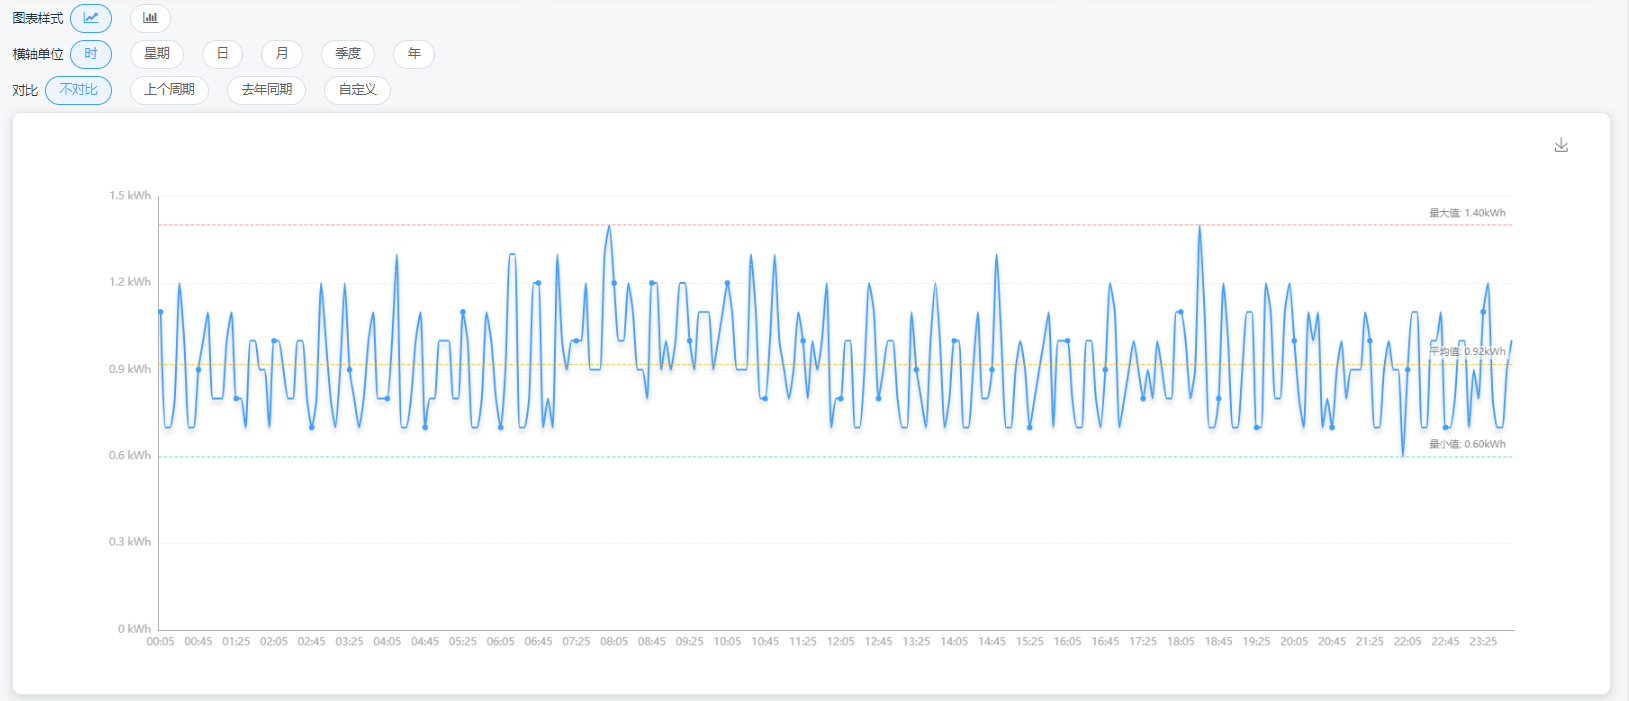 图表样式
横轴单位 时 星期 日 月 季度 年
对比 不对比 上个周期 去年同期 自定义
1.5 kWh
最大值: 1.40kWh
1.2 kWh
平均值: 0.92kWh
0.9 kWh
最小值: 0.60kWh
0.6 kWh
0.3 kWh
0 kWh
00:05 00:45 01:25 02:05 02:45 03:25 04:05 04:45 05:25 06:05 06:45 07:25 08:05 08:45 09:25 10:05 10:45 11:25 12:05 12:45 13:25 14:05 14:45 15:25 16:05 16:45 17:25 18:05 18:45 19:25 20:05 20:45 21:25 22:05 22:45 23:25